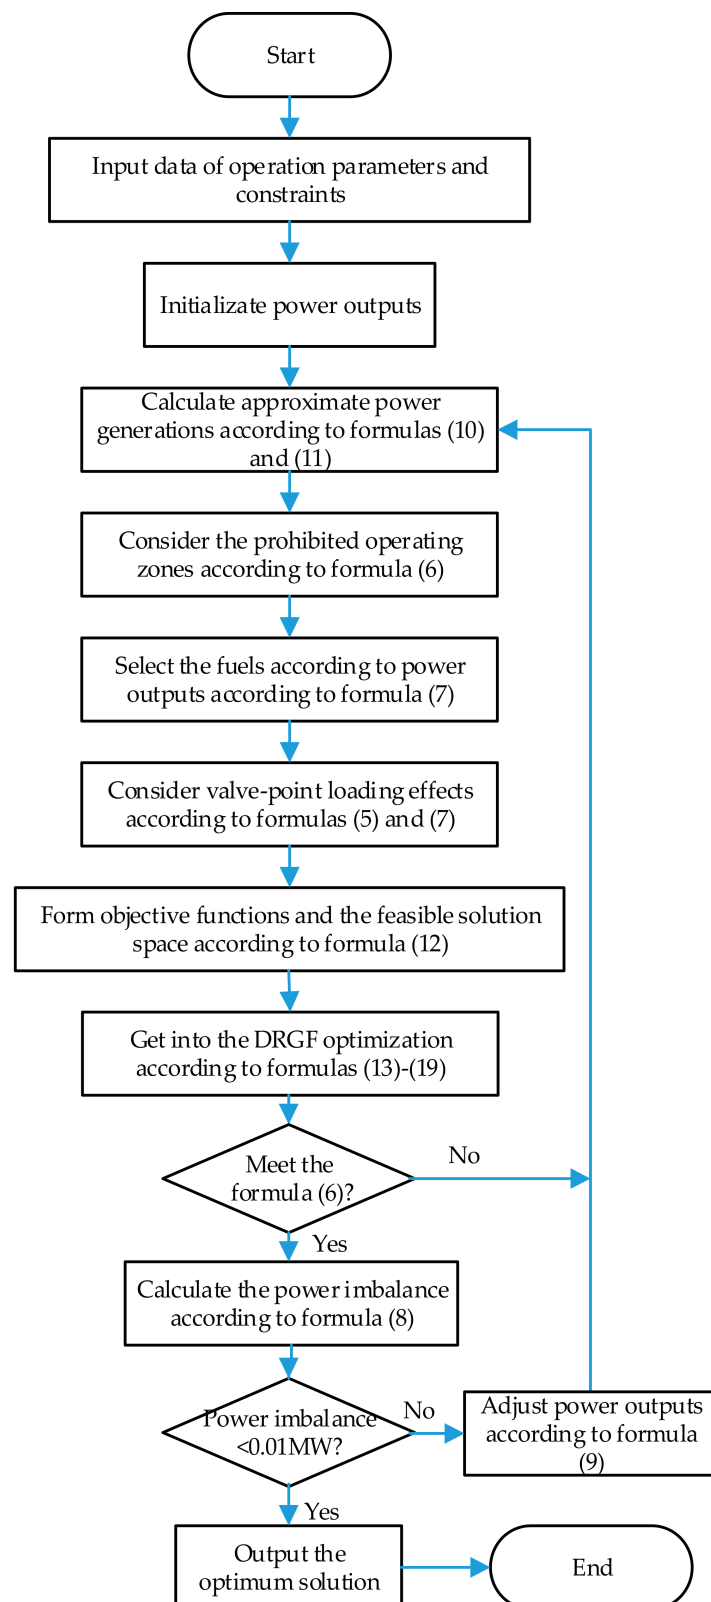 Start
Input data of operation parameters and
constraints
Initializate power outputs
Calculate approximate power
generations according to formulas (10)
and (11)
Consider the prohibited operating
zones according to formula (6)
Select the fuels according to power
outputs according to formula (7)
Consider valve-point loading effects
according to formulas (5) and (7)
Form objective functions and the feasible solution
space according to formula (12)
Get into the DRGF optimization
according to formulas (13)-(19)
Meet the
formula (6)?
No
Yes
Calculate the power imbalance
according to formula (8)
Power imbalance
<0.01MW?
No
Adjust power outputs
according to formula
(9)
Yes
Output the
optimum solution
End